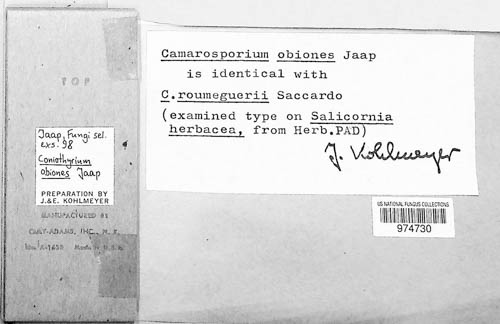 TOP
Jaap, Fungi sel.
exs. 98
Coniothyrium
obiones Jaap
PREPARATION BY
J.&E. KOHLMEYER
MANUFACTURED BY
INC., N. Y.
Made in U.S.A.
Camarosporium obiones Jaap
is identical with
C.roumeguerii Saccardo
(examined type on Salicornia
herbacea, from Herb.PAD)
J. Kohlmeyer
US NATIONAL FUNGUS COLLECTIONS
974730